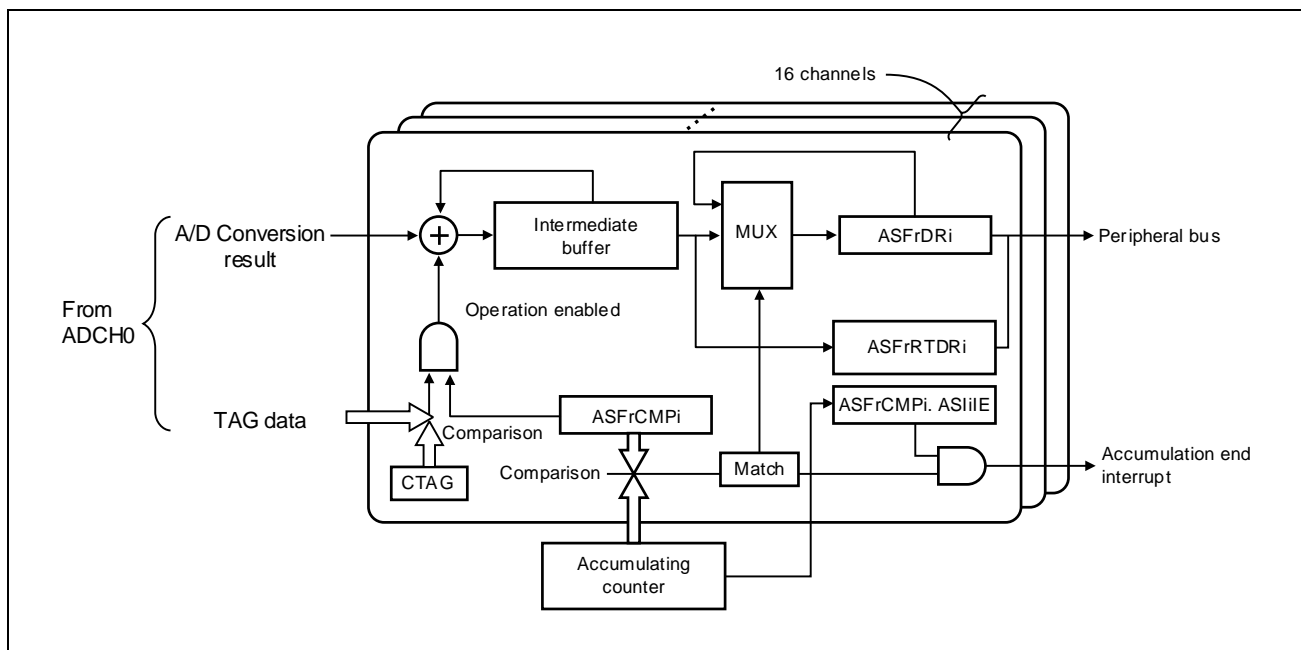 16 channels
A/D Conversion
result
Intermediate
buffer
MUX
ASFrDRi
Peripheral bus
From
ADCH0
Operation enabled
ASFrRTDRi
TAG data
Comparison
ASFrCMPi
ASFrCMPi. ASIiIE
CTAG
Comparison
Match
Accumulation end
interrupt
Accumulating
counter